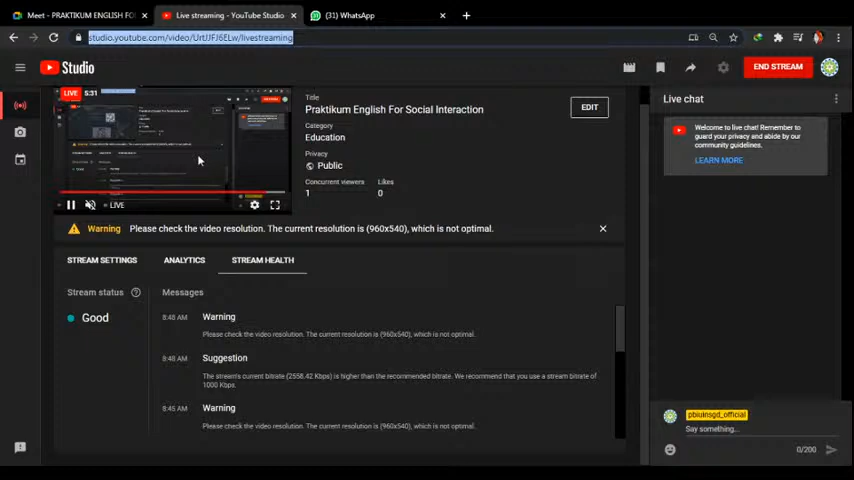 Meet - PRAKTIKUM ENGLISH FO
Live streaming - YouTube Studio
(31) WhatsApp
studio.youtube.com/video/UrtJJFJ6ELw/livestreaming
Studio
END STREAM
LIVE 5:31
LIVE
Title
Praktikum English For Social Interaction
EDIT
Category
Education
Privacy
Public
Concurrent viewers
Likes
1
0
Live chat
Welcome to live chat! Remember to
guard your privacy and abide by our
community guidelines.
LEARN MORE
Warning Please check the video resolution. The current resolution is (960x540), which is not optimal.
STREAM SETTINGS
ANALYTICS
STREAM HEALTH
Stream status
Good
Messages
8:48 AM Warning
Please check the video resolution. The current resolution is (960x540), which is not optimal.
8:48 AM Suggestion
The stream's current bitrate (2558.42 Kbps) is higher than the recommended bitrate. We recommend that you use a stream bitrate of
1000 Kbps.
8:45 AM Warning
Please check the video resolution. The current resolution is (960x540), which is not optimal.
pbiuinsgd_official
Say something...
0/200